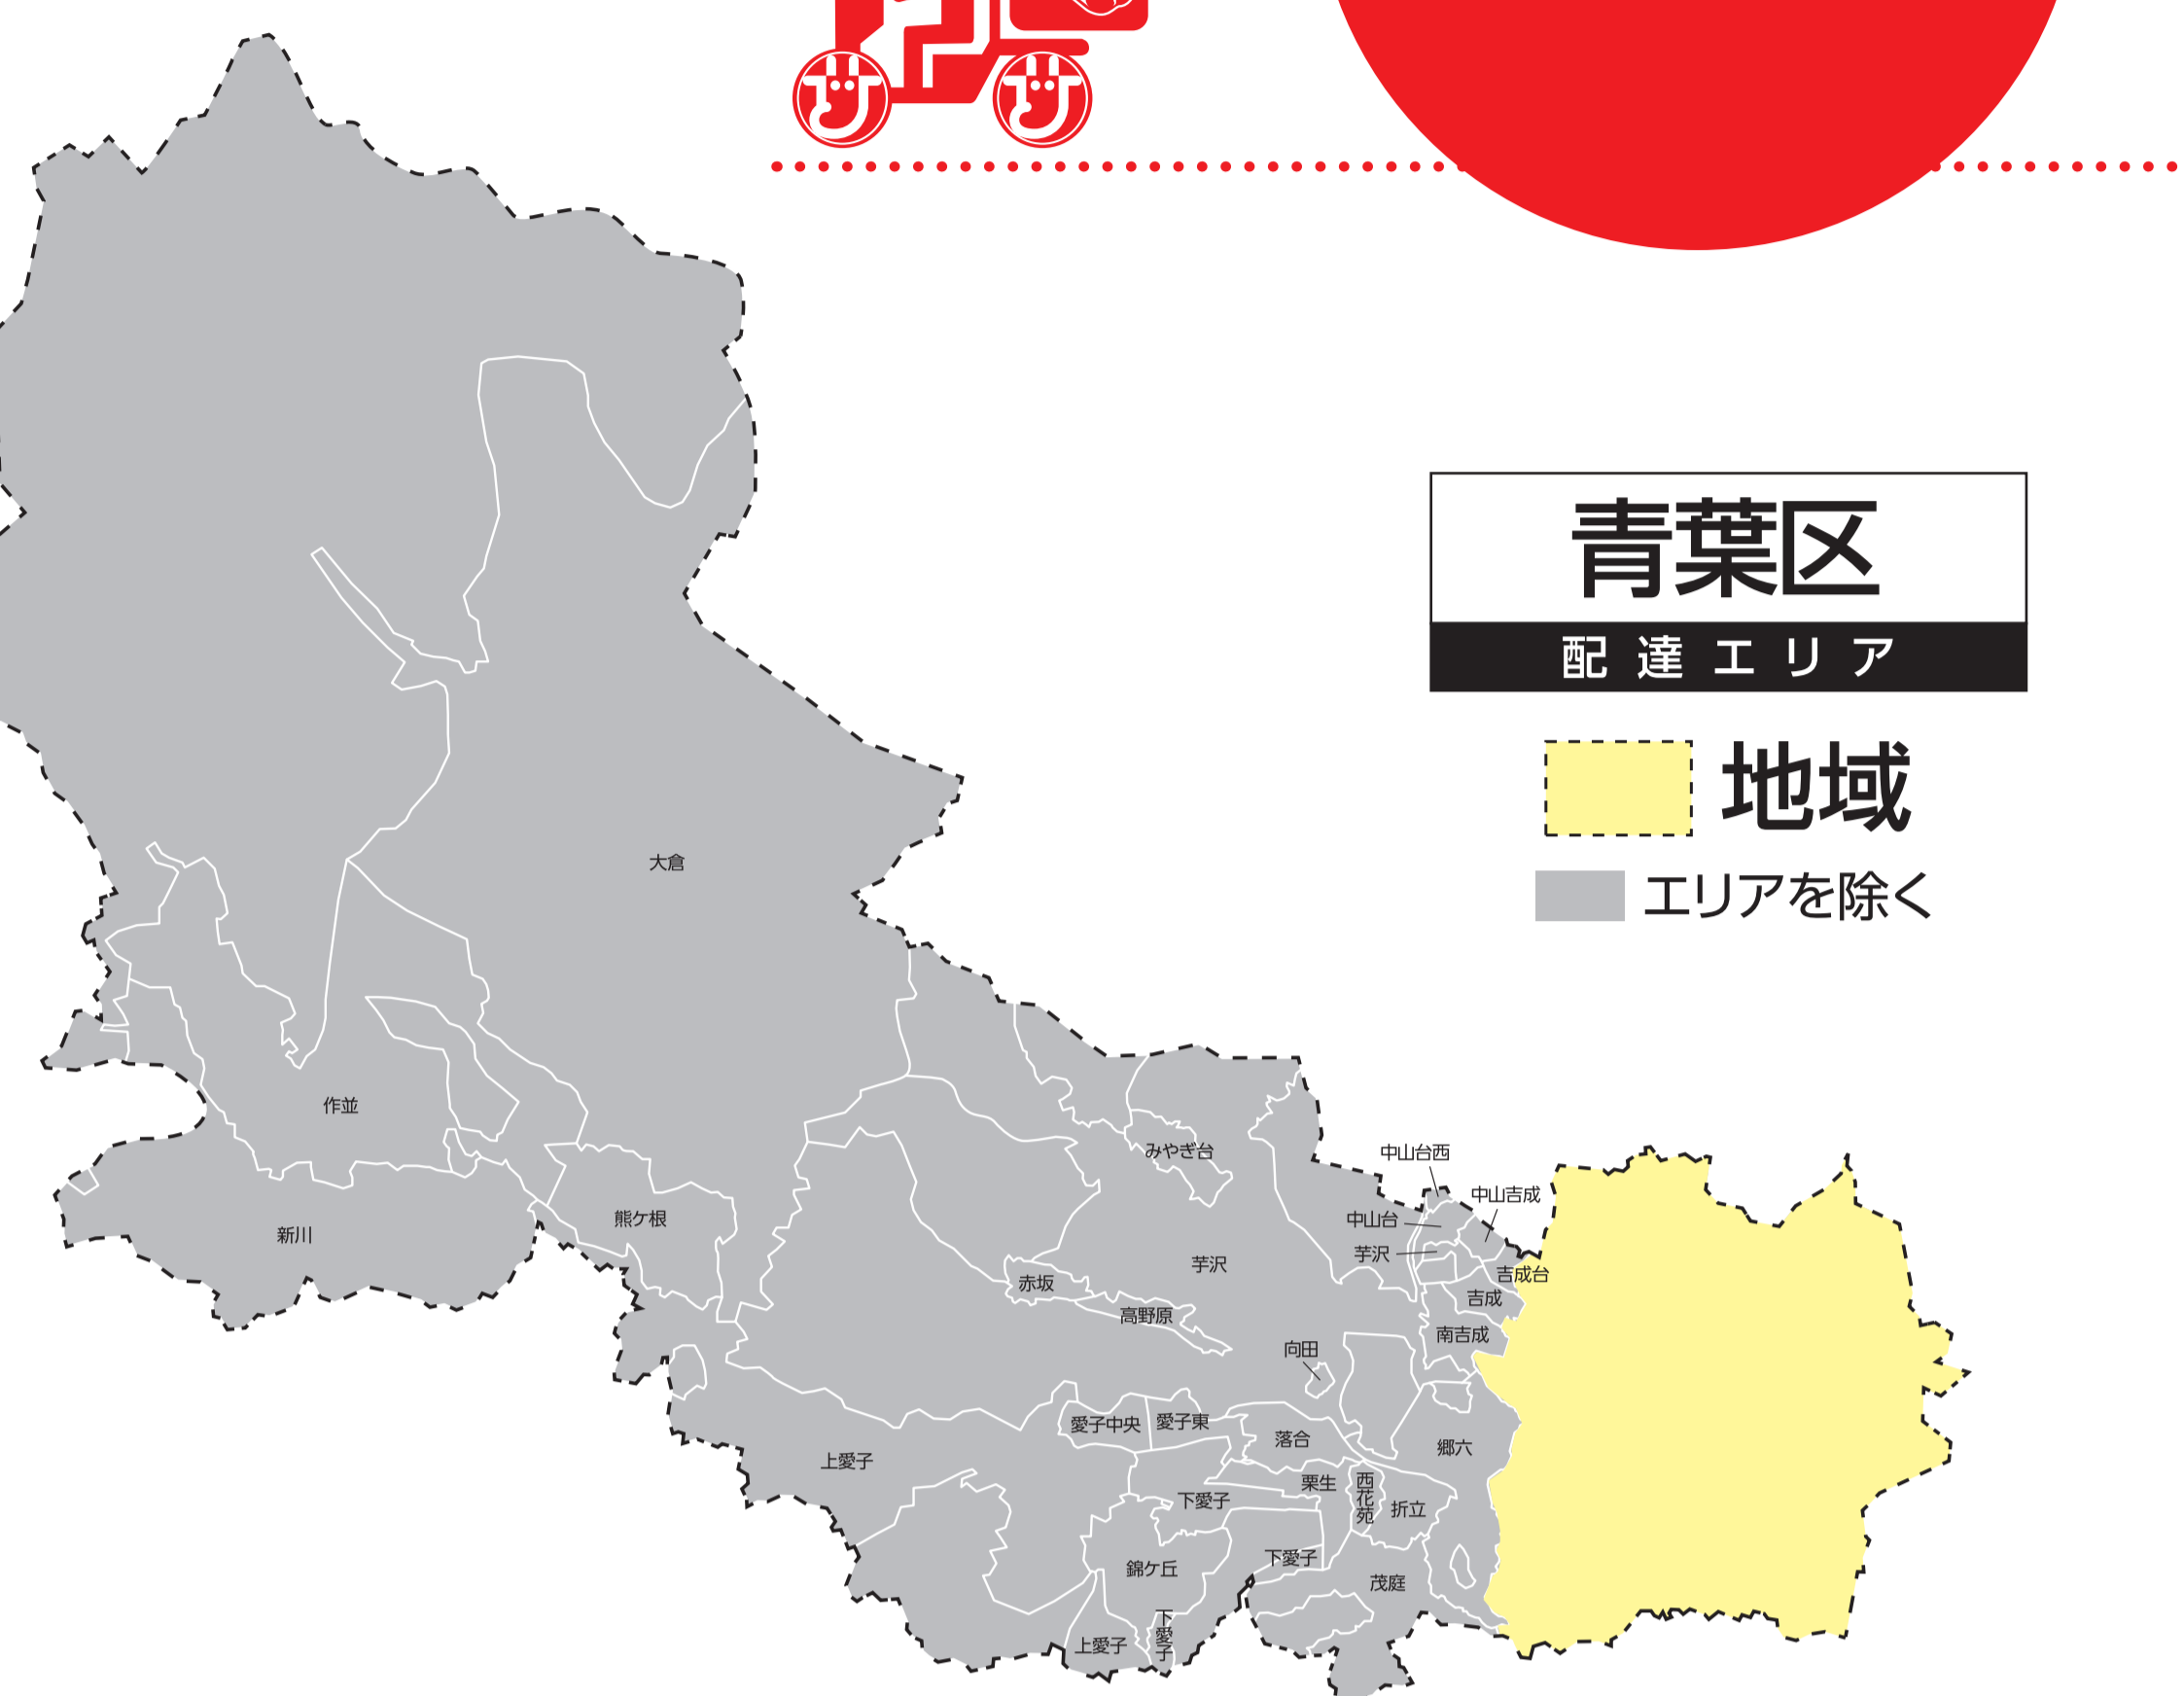 青葉区
配達エリア
地域
エリアを除く
大倉
作並
新川
熊ケ根
みやぎ台
中山台西
中山吉成
中山台
芋沢
吉成台
吉成
南吉成
芋沢
赤坂
高野原
向田
愛子中央
愛子東
落合
郷六
上愛子
栗生
西花苑
折立
下愛子
下愛子
錦ケ丘
茂庭
上愛子
下愛子